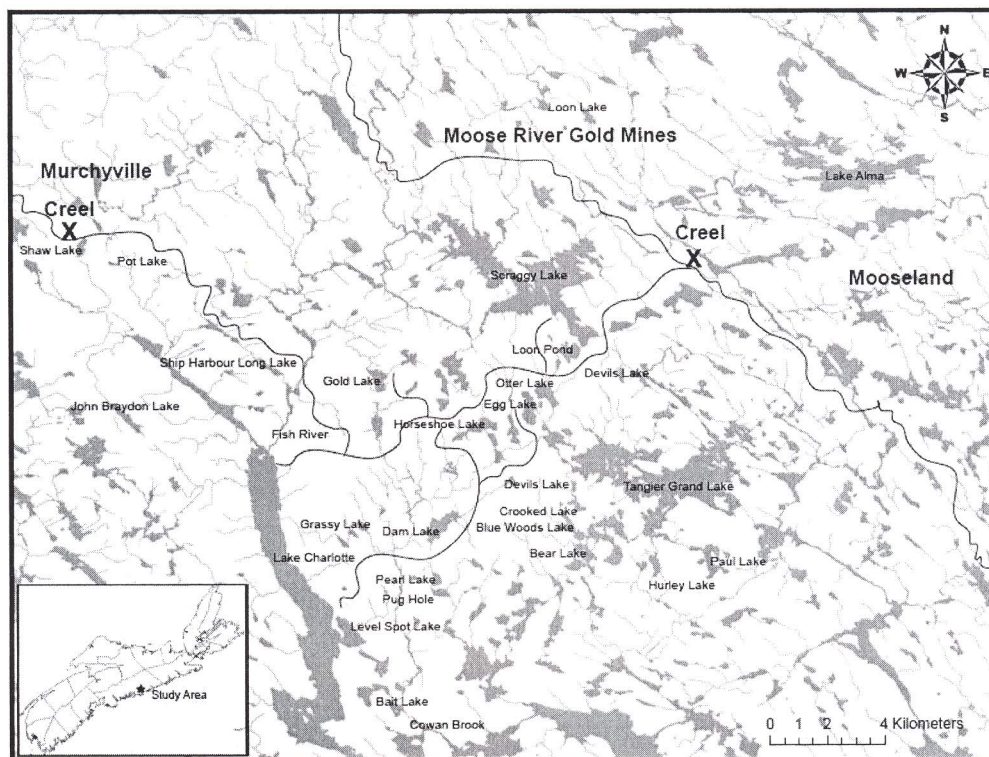 N
W E
S
Loon Lake
Moose River Gold Mines
Lake Alma
Murchyville
Creel
X
Shaw Lake
Pot Lake
Creel
X
Scraggy Lake
Mooseland
Loon Pond
Ship Harbour Long Lake
Gold Lake
Otter Lake
Devils Lake
John Braydon Lake
Egg Lake
Horseshoe Lake
Fish River
Devils Lake
Tangier Grand Lake
Crooked Lake
Grassy Lake
Dam Lake
Blue Woods Lake
Lake Charlotte
Bear Lake
Paul Lake
Pearl Lake
Hurley Lake
Pug Hole
Level Spot Lake
Study Area
Bait Lake
Cowan Brook
0 1 2 4 Kilometers